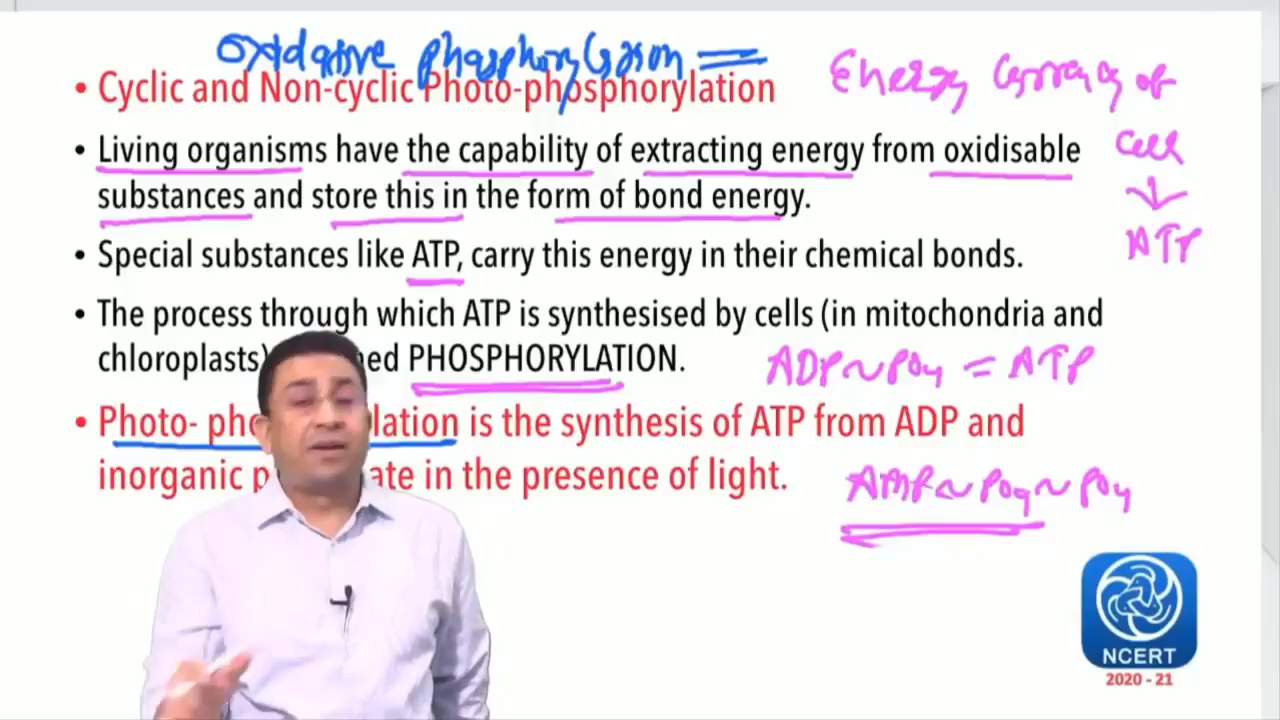 Oxidative phosphorylation
• Cyclic and Non-cyclic Photo-phosphorylation
Energy currency of
cell
ATP
• Living organisms have the capability of extracting energy from oxidisable
substances and store this in the form of bond energy.
• Special substances like ATP, carry this energy in their chemical bonds.
• The process through which ATP is synthesised by cells (in mitochondria and
chloroplasts) PHOSPHORYLATION.
ADP~PO4 = ATP
• Photo- lation is the synthesis of ATP from ADP and
inorganic ate in the presence of light.
AMP~PO4~PO4
NCERT
2020 - 21